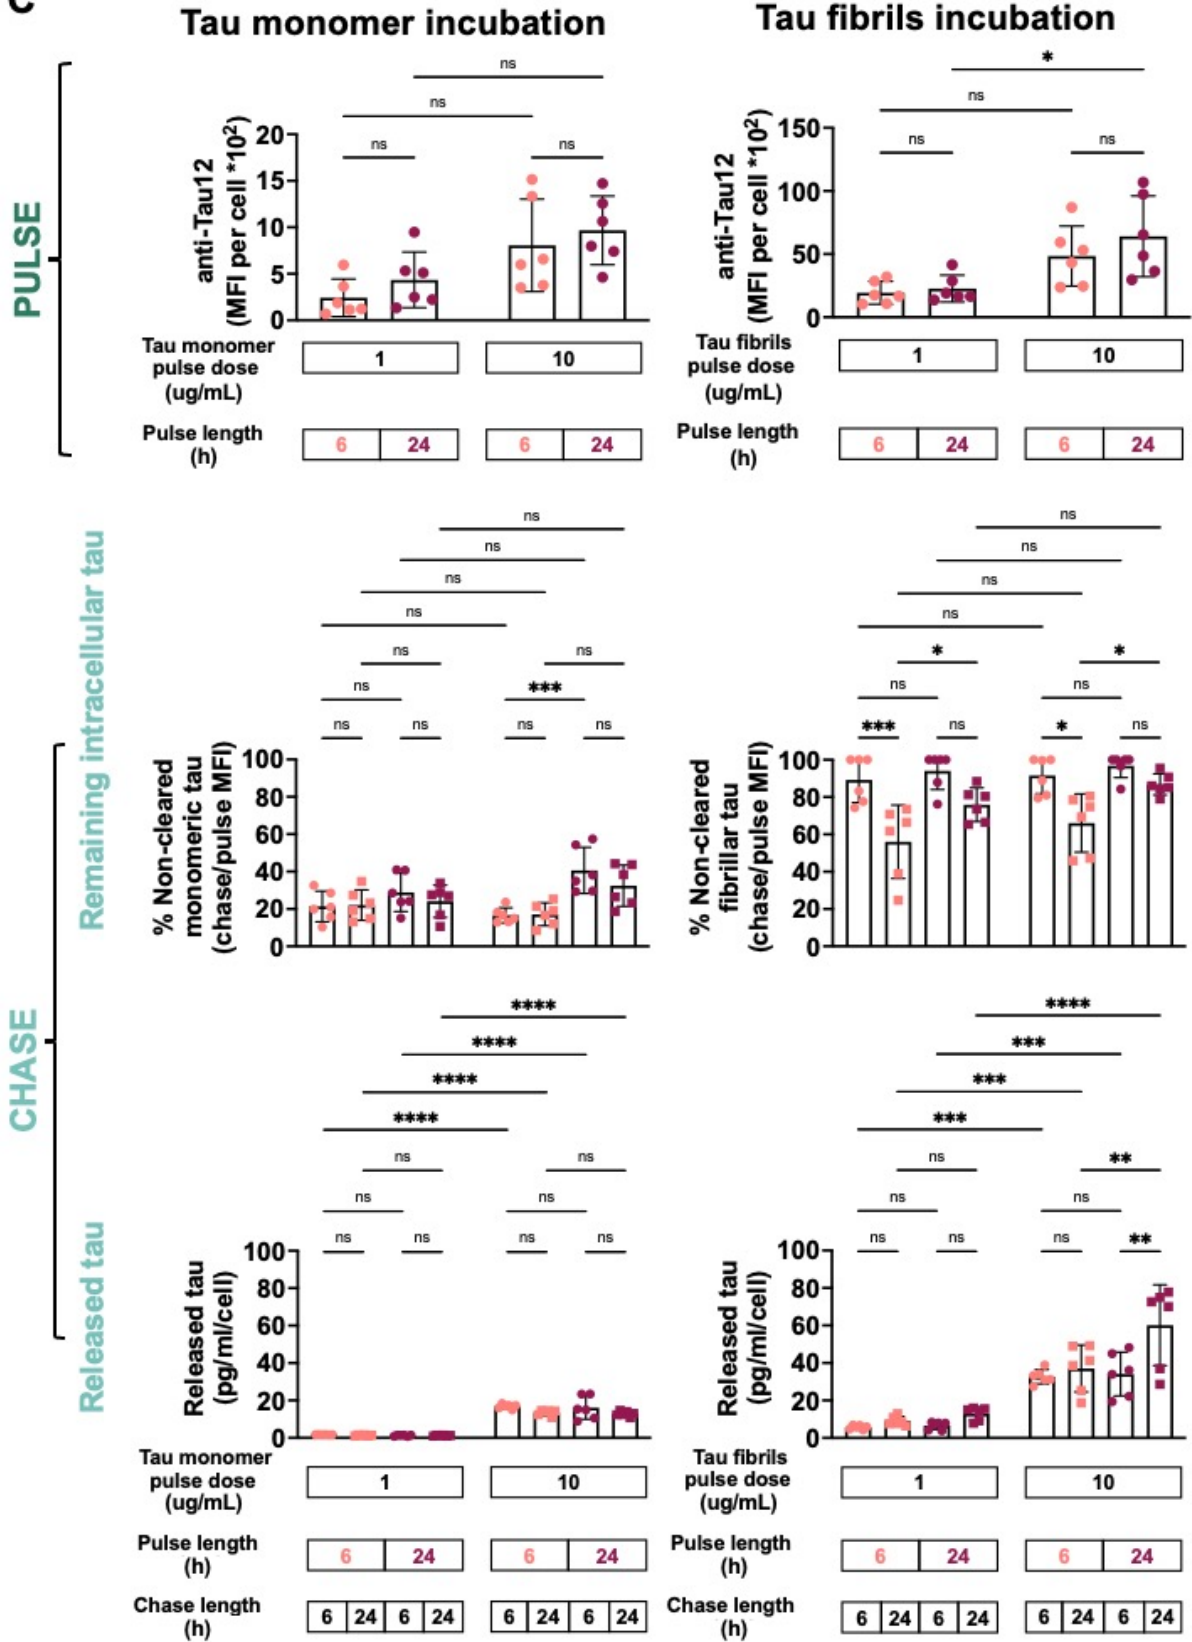 C
Tau monomer incubation
Tau fibrils incubation
PULSE
ns
ns
ns
ns
anti-Tau12
(MFI per cell *10²)
20
15
10
5
0
Tau monomer
pulse dose
(ug/mL)
1
10
Pulse length
(h)
6
24
6
24
*
ns
ns
ns
anti-Tau12
(MFI per cell *10²)
150
100
50
0
Tau fibrils
pulse dose
(ug/mL)
1
10
Pulse length
(h)
6
24
6
24
CHASE
Remaining intracellular tau
ns
ns
ns
ns
ns
ns
ns
***
ns
ns
ns
ns
% Non-cleared
monomeric tau
(chase/pulse MFI)
100
80
60
40
20
0
ns
ns
ns
ns
*
*
ns
ns
***
ns
*
ns
% Non-cleared
fibrillar tau
(chase/pulse MFI)
100
80
60
40
20
0
Released tau
****
****
****
****
ns
ns
ns
ns
ns
ns
ns
ns
Released tau
(pg/ml/cell)
100
80
60
40
20
0
Tau monomer
pulse dose
(ug/mL)
1
10
Pulse length
(h)
6
24
6
24
Chase length
(h)
6
24
6
24
6
24
6
24
****
***
***
***
ns
**
ns
ns
ns
ns
ns
**
Released tau
(pg/ml/cell)
100
80
60
40
20
0
Tau fibrils
pulse dose
(ug/mL)
1
10
Pulse length
(h)
6
24
6
24
Chase length
(h)
6
24
6
24
6
24
6
24